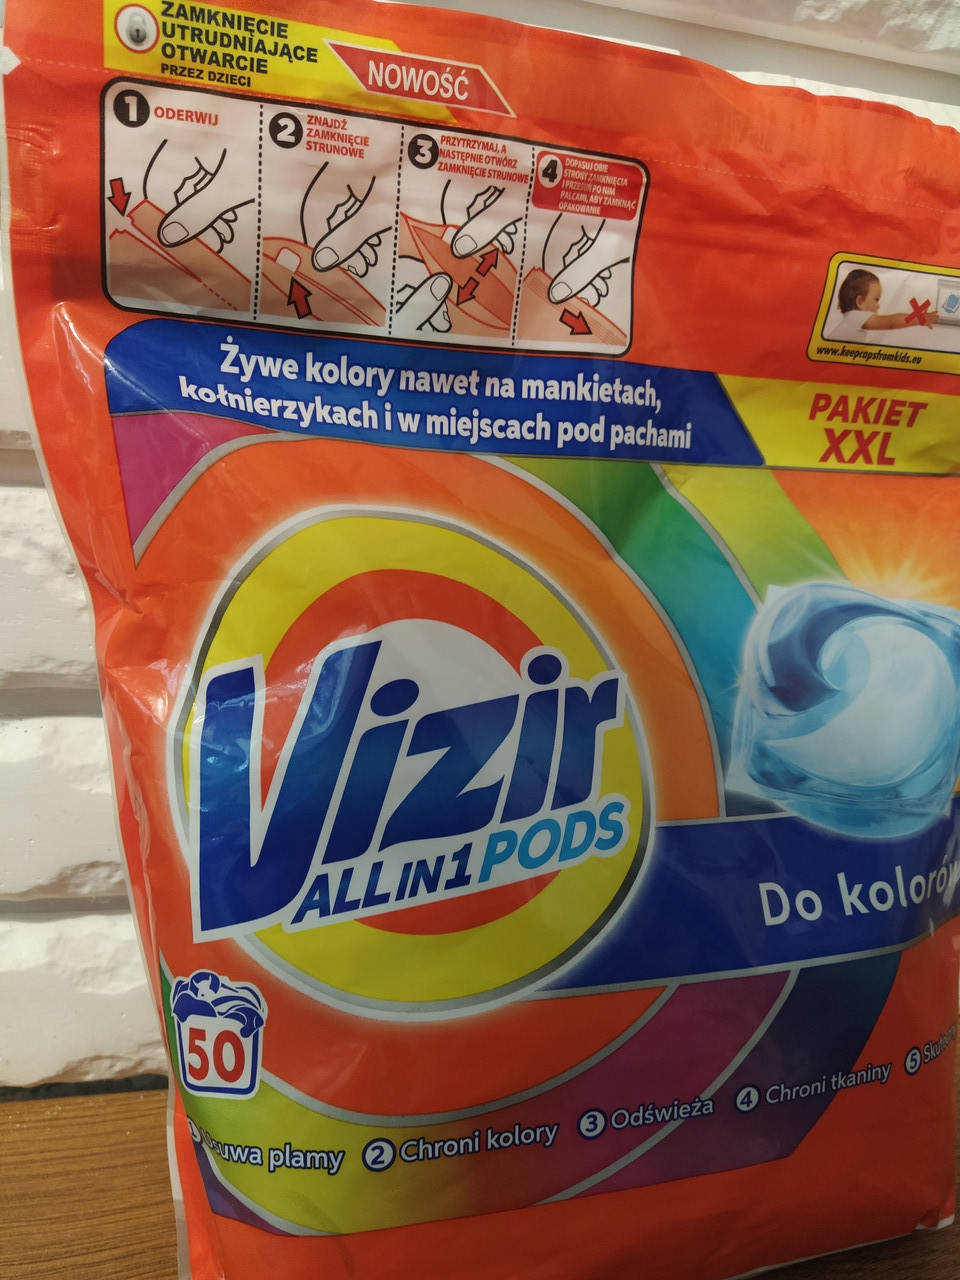 ZAMKNIĘCIE
UTRUDNIAJĄCE
OTWARCIE
PRZEZ DZIECI
NOWOŚĆ
1 ODERWIJ
2 ZNAJDŹ
ZAMKNIĘCIE
STRUNOWE
3 PRZYTRZYMAJ, A
NASTĘPNIE OTWÓRZ
ZAMKNIĘCIE STRUNOWE
4 DOPASUJ OBIE
STRONY ZAMKNIĘCIA
I PRZESUŃ PO NIM
PALCAMI, ABY ZAMKNĄĆ
OPAKOWANIE
www.keepcapsfromkids.eu
Żywe kolory nawet na mankietach,
kołnierzykach i w miejscach pod pachami
PAKIET
XXL
Vizir
ALL IN 1 PODS
Do kolorów
50
1 Usuwa plamy 2 Chroni kolory 3 Odświeża 4 Chroni tkaniny 5